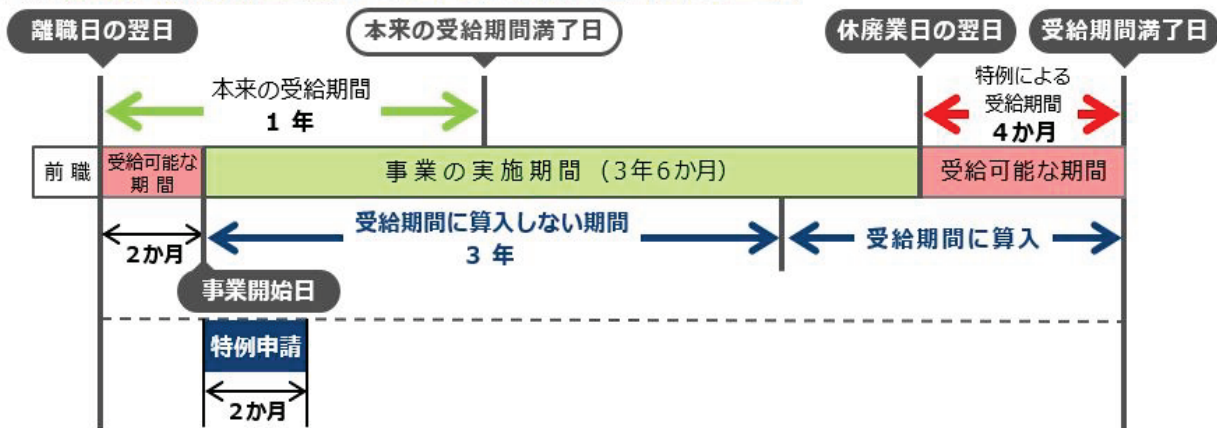 離職日の翌日
本来の受給期間満了日
休廃業日の翌日
受給期間満了日
本来の受給期間
1 年
特例による
受給期間
4か月
前 職
受給可能な
期 間
事 業 の 実 施 期 間 （3年6か月）
受給可能な期間
2か月
受給期間に算入しない期間
3 年
受給期間に算入
事業開始日
特例申請
2か月